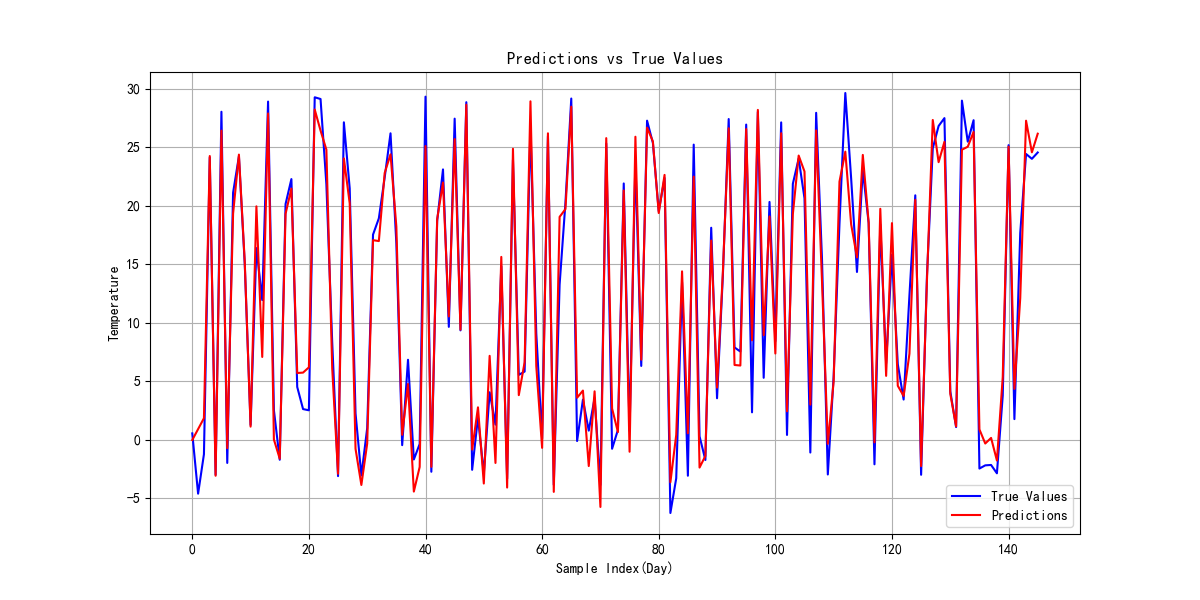 Predictions vs True Values
Temperature
30
25
20
15
10
5
0
−5
0 20 40 60 80 100 120 140
Sample Index(Day)
True Values
Predictions